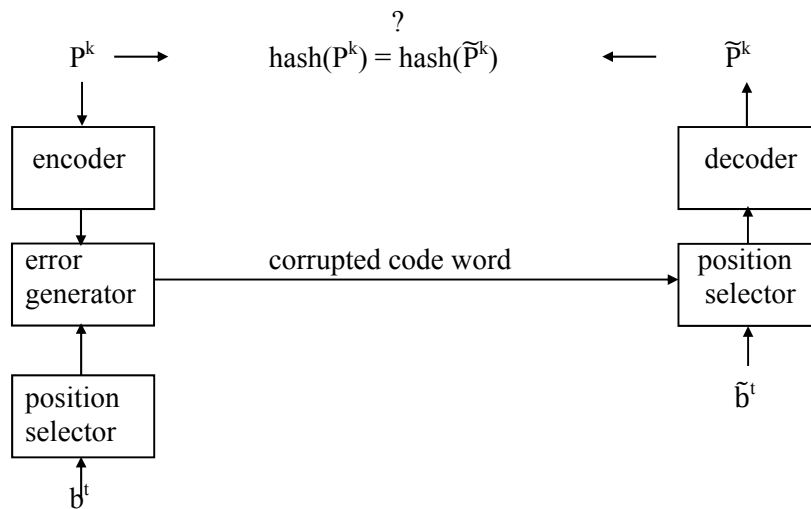 ?
Pᵏ hash(Pᵏ) = hash(P̃ᵏ) P̃ᵏ
encoder decoder
error
generator
corrupted code word
position
selector
position
selector
b̃ᵗ
bᵗ